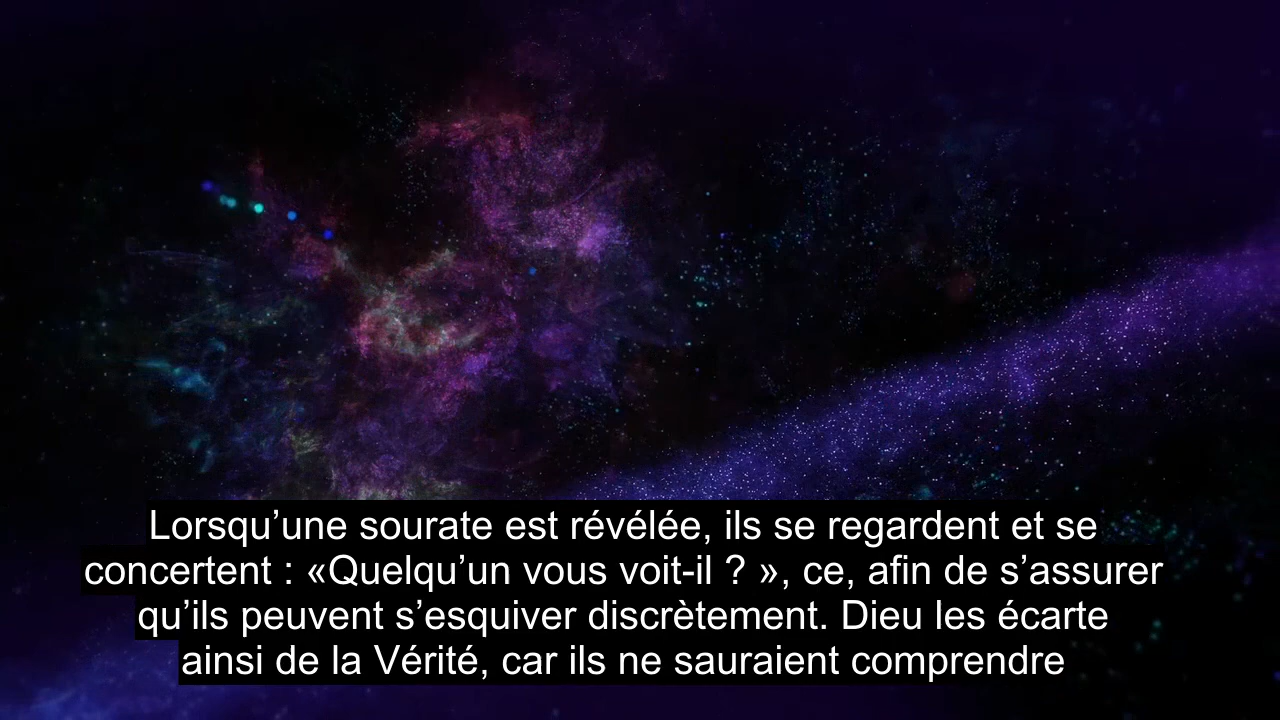 Lorsqu’une sourate est révélée, ils se regardent et se
concertent : «Quelqu’un vous voit-il ? », ce, afin de s’assurer
qu’ils peuvent s’esquiver discrètement. Dieu les écarte
ainsi de la Vérité, car ils ne sauraient comprendre